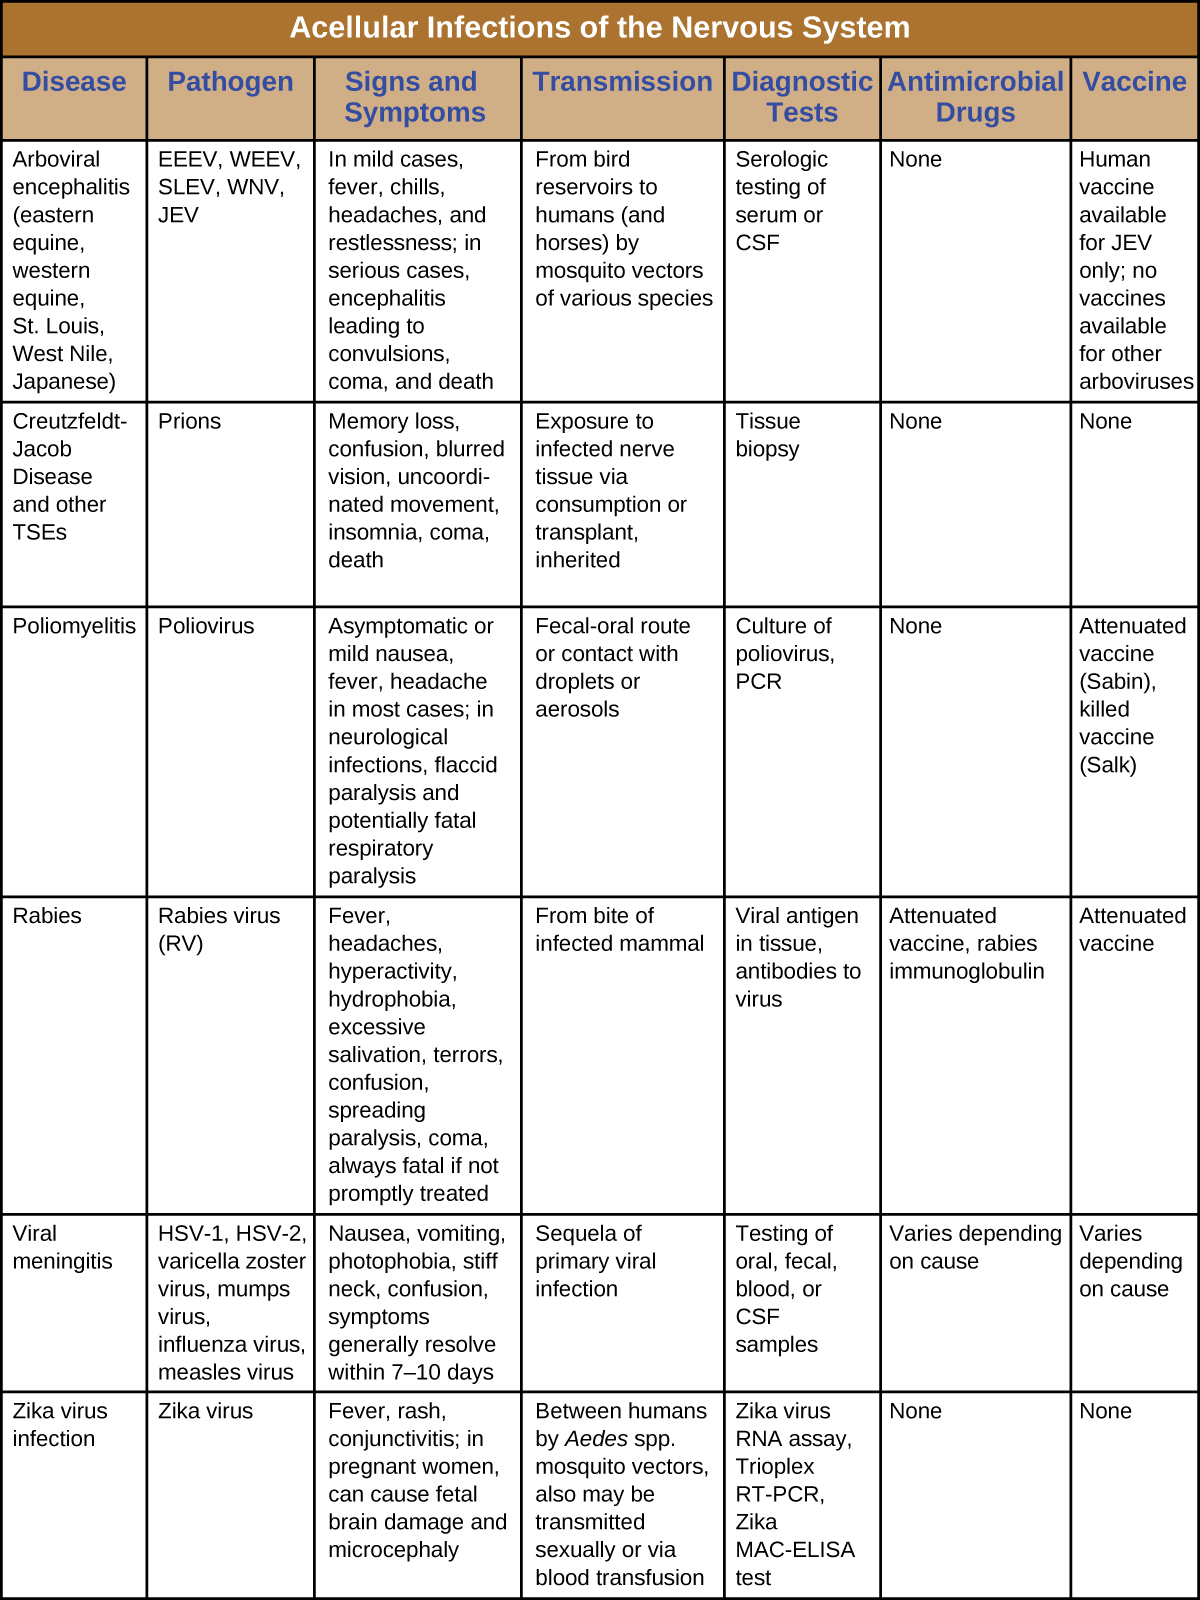 Acellular Infections of the Nervous System
Disease
Pathogen
Signs and
Symptoms
Transmission
Diagnostic
Tests
Antimicrobial
Drugs
Vaccine
Arboviral
encephalitis
(eastern
equine,
western
equine,
St. Louis,
West Nile,
Japanese)
EEEV, WEEV,
SLEV, WNV,
JEV
In mild cases,
fever, chills,
headaches, and
restlessness; in
serious cases,
encephalitis
leading to
convulsions,
coma, and death
From bird
reservoirs to
humans (and
horses) by
mosquito vectors
of various species
Serologic
testing of
serum or
CSF
None
Human
vaccine
available
for JEV
only; no
vaccines
available
for other
arboviruses
Creutzfeldt-
Jacob
Disease
and other
TSEs
Prions
Memory loss,
confusion, blurred
vision, uncoordi-
nated movement,
insomnia, coma,
death
Exposure to
infected nerve
tissue via
consumption or
transplant,
inherited
Tissue
biopsy
None
None
Poliomyelitis
Poliovirus
Asymptomatic or
mild nausea,
fever, headache
in most cases; in
neurological
infections, flaccid
paralysis and
potentially fatal
respiratory
paralysis
Fecal-oral route
or contact with
droplets or
aerosols
Culture of
poliovirus,
PCR
None
Attenuated
vaccine
(Sabin),
killed
vaccine
(Salk)
Rabies
Rabies virus
(RV)
Fever,
headaches,
hyperactivity,
hydrophobia,
excessive
salivation, terrors,
confusion,
spreading
paralysis, coma,
always fatal if not
promptly treated
From bite of
infected mammal
Viral antigen
in tissue,
antibodies to
virus
Attenuated
vaccine, rabies
immunoglobulin
Attenuated
vaccine
Viral
meningitis
HSV-1, HSV-2,
varicella zoster
virus, mumps
virus,
influenza virus,
measles virus
Nausea, vomiting,
photophobia, stiff
neck, confusion,
symptoms
generally resolve
within 7–10 days
Sequela of
primary viral
infection
Testing of
oral, fecal,
blood, or
CSF
samples
Varies depending
on cause
Varies
depending
on cause
Zika virus
infection
Zika virus
Fever, rash,
conjunctivitis; in
pregnant women,
can cause fetal
brain damage and
microcephaly
Between humans
by Aedes spp.
mosquito vectors,
also may be
transmitted
sexually or via
blood transfusion
Zika virus
RNA assay,
Trioplex
RT-PCR,
Zika
MAC-ELISA
test
None
None